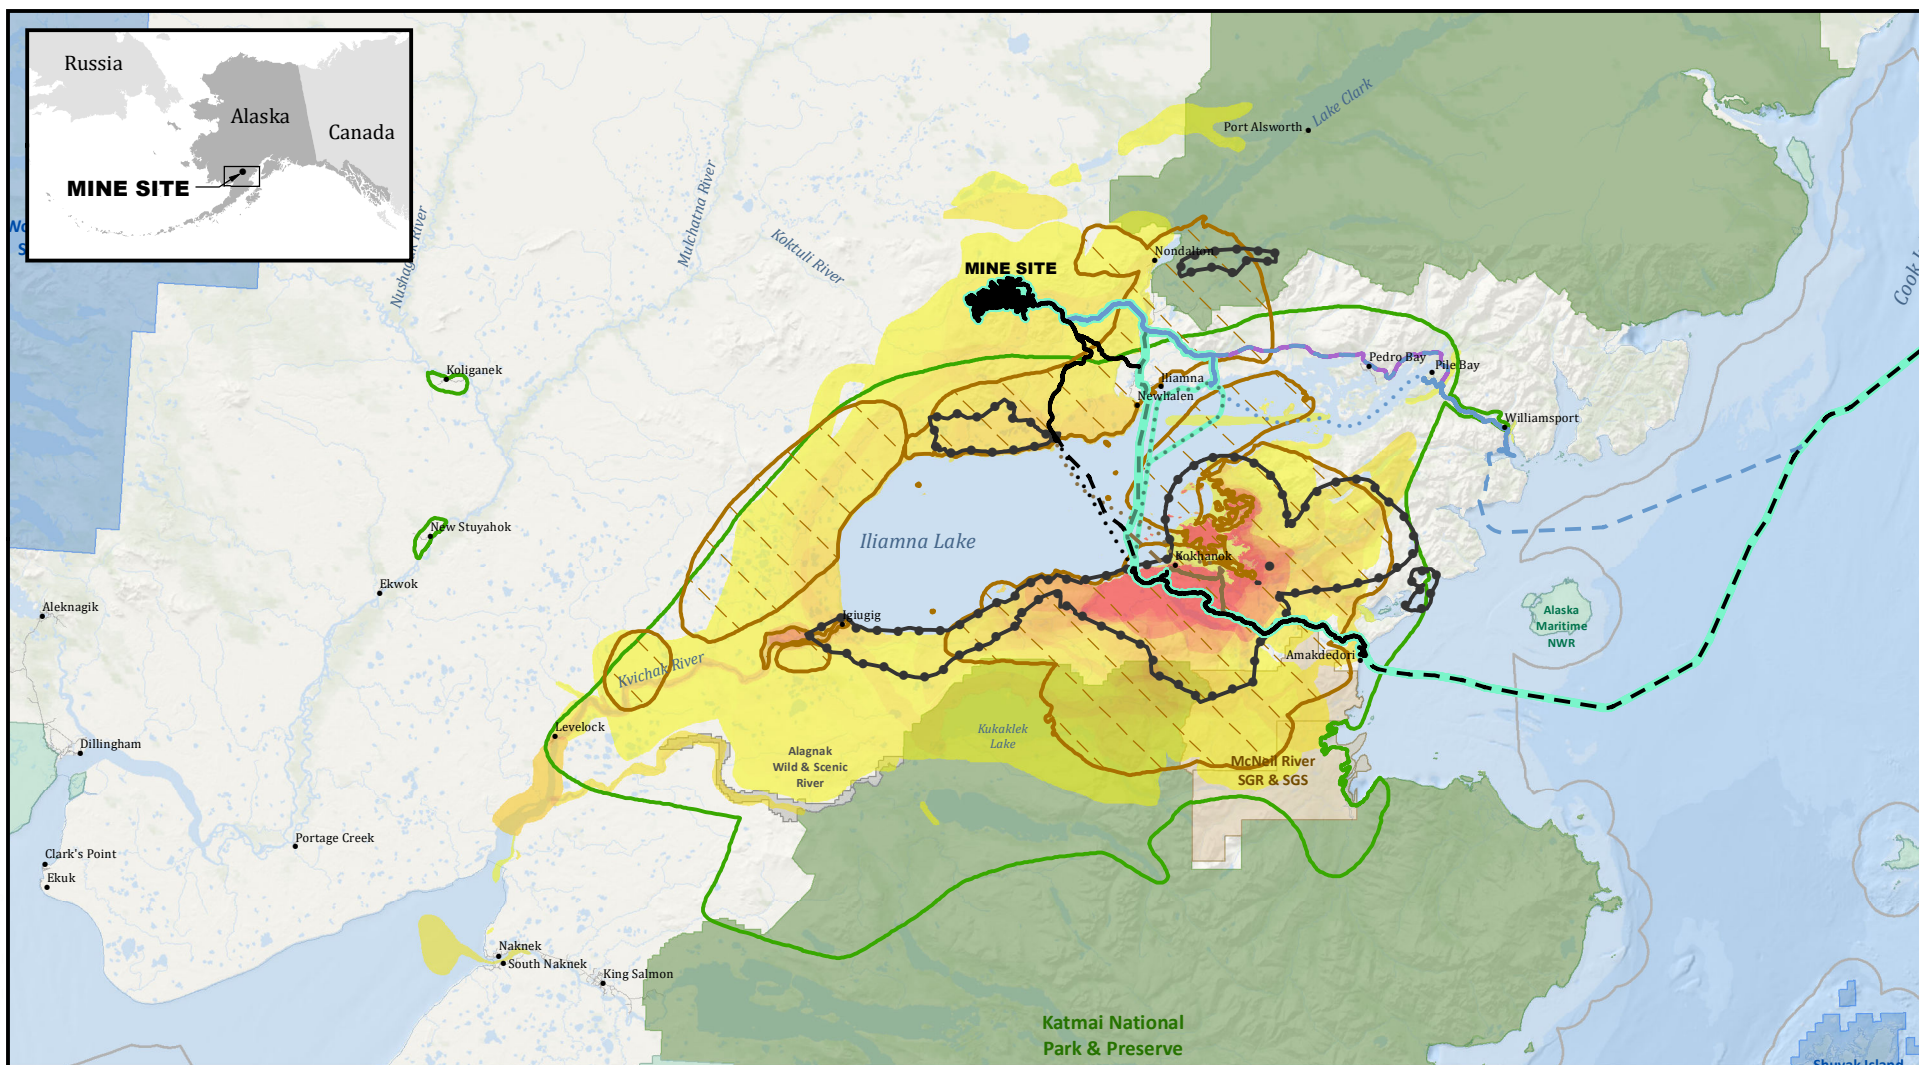 Russia
Alaska
Canada
MINE SITE
Nushagak River
Mulchatna River
Koktuli River
Lake Clark
Port Alsworth
Nondalton
MINE SITE
Cook
Koliganek
Pedro Bay
Pile Bay
Iliamna
Newhalen
Williamsport
New Stuyahok
Iliamna Lake
Kokhanok
Ekwok
Aleknagik
Igiugig
Alaska
Maritime
NWR
Amakdedori
Kvichak River
Levelock
Kukaklek
Lake
Dillingham
Alagnak
Wild & Scenic
River
McNeil River
SGR & SGS
Portage Creek
Clark's Point
Ekuk
Naknek
South Naknek
King Salmon
Katmai National
Park & Preserve
Shuyak Island